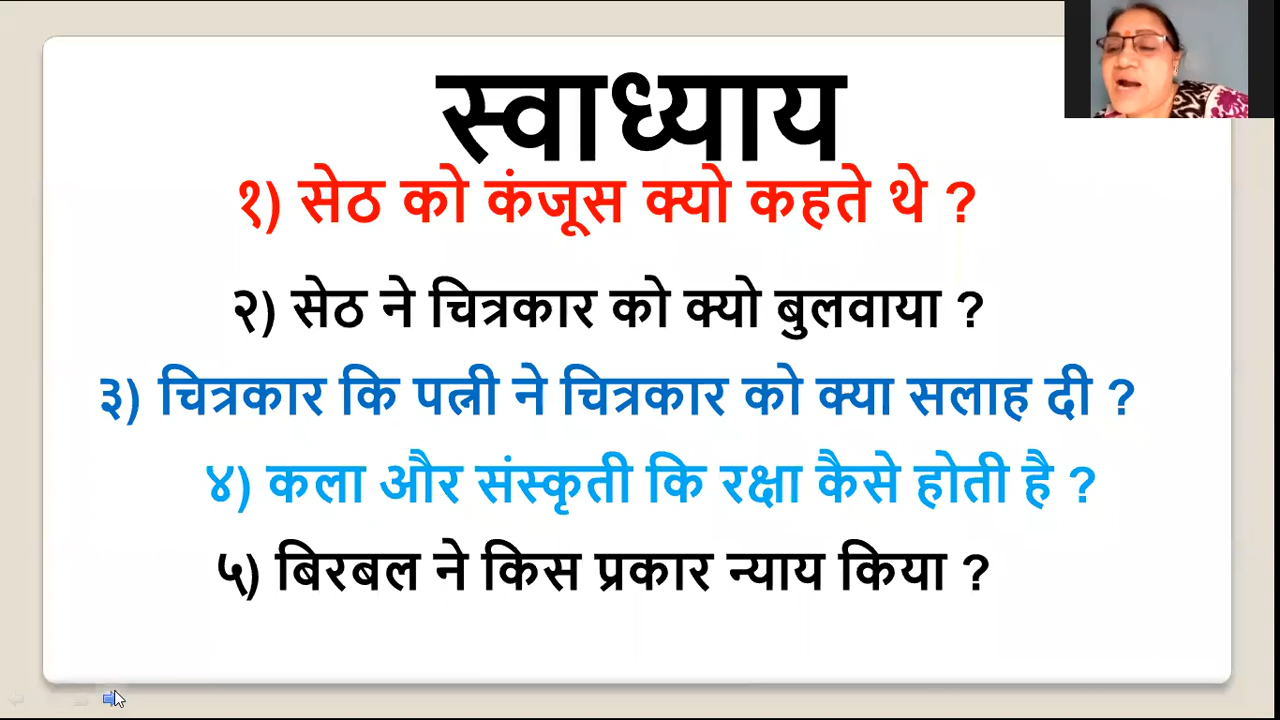 स्वाध्याय
१) सेठ को कंजूस क्यो कहते थे ?
२) सेठ ने चित्रकार को क्यो बुलवाया ?
३) चित्रकार कि पत्नी ने चित्रकार को क्या सलाह दी ?
४) कला और संस्कृती कि रक्षा कैसे होती है ?
५) बिरबल ने किस प्रकार न्याय किया ?